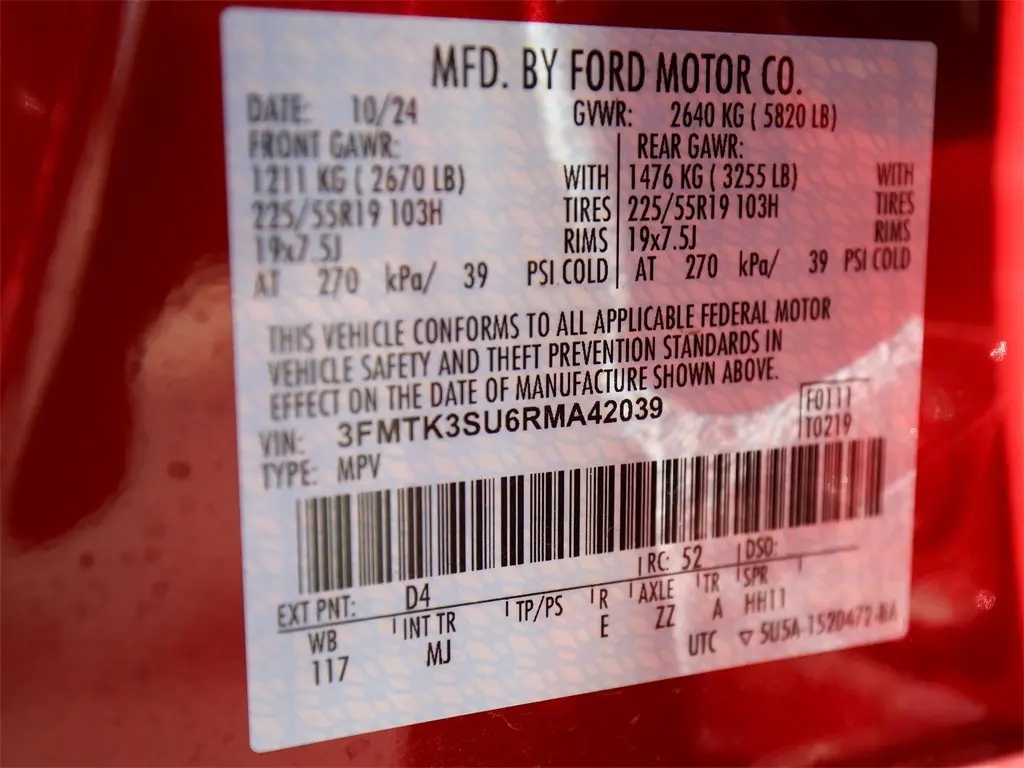 MFD. BY FORD MOTOR CO.
DATE: 10/24 GVWR: 2640 KG ( 5820 LB)
FRONT GAWR: REAR GAWR:
1211 KG ( 2670 LB) WITH 1476 KG ( 3255 LB) WITH
225/55R19 103H TIRES 225/55R19 103H TIRES
19x7.5J RIMS 19x7.5J RIMS
AT 270 kPa/ 39 PSI COLD AT 270 kPa/ 39 PSI COLD
THIS VEHICLE CONFORMS TO ALL APPLICABLE FEDERAL MOTOR
VEHICLE SAFETY AND THEFT PREVENTION STANDARDS IN
EFFECT ON THE DATE OF MANUFACTURE SHOWN ABOVE.
VIN: 3FMTK3SU6RMA42039 F0111
TYPE: MPV T0219
EXT PNT: D4 RC: 52 DSO:
WB INT TR TP/PS R AXLE TR SPR
117 MJ E ZZ A HH11
UTC ▽ 5U5A-1520472-BA